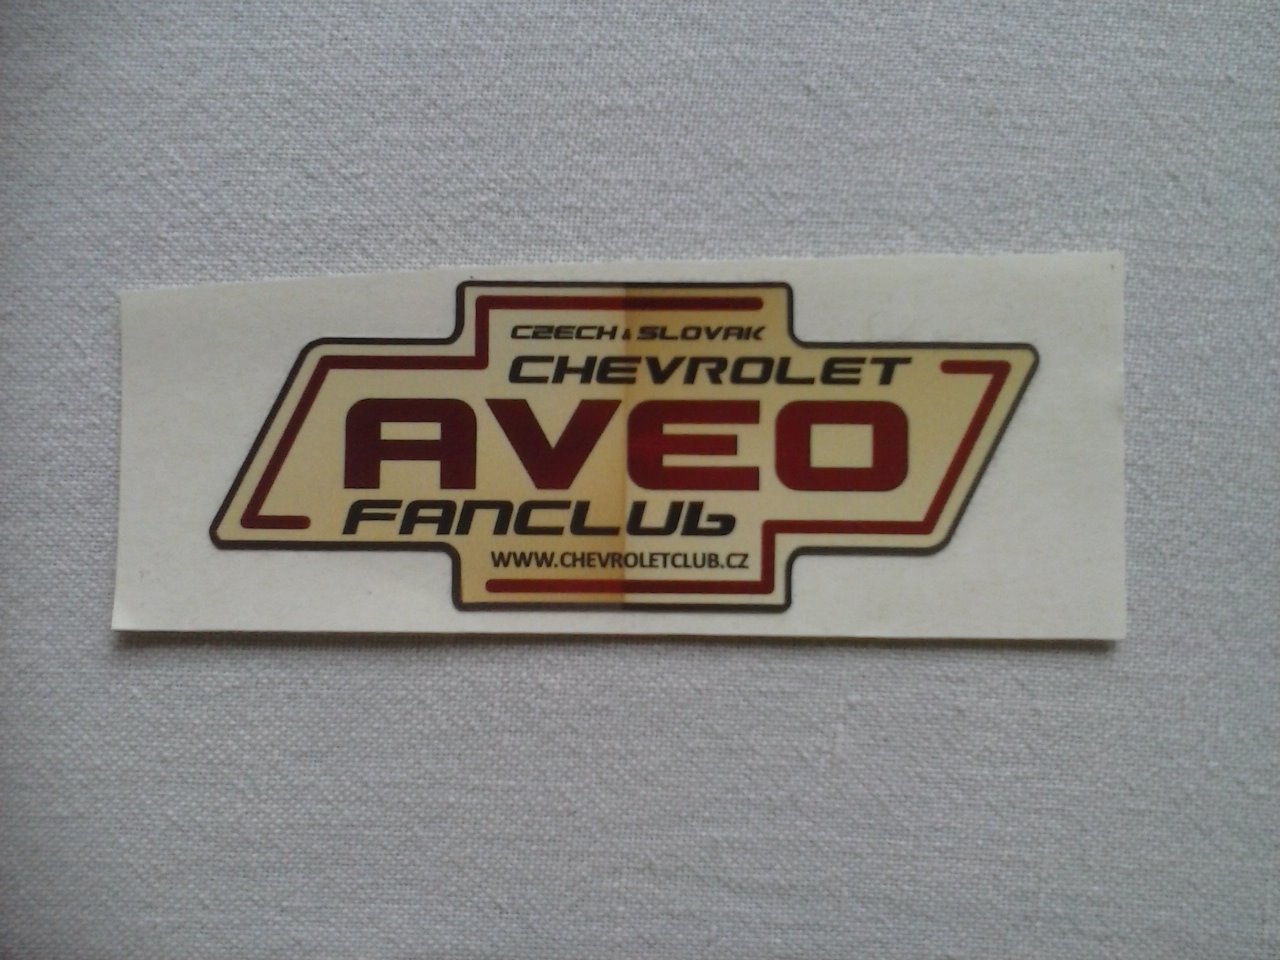 CZECH & SLOVAK
CHEVROLET
AVEO
FANCLUb
WWW.CHEVROLETCLUB.CZ